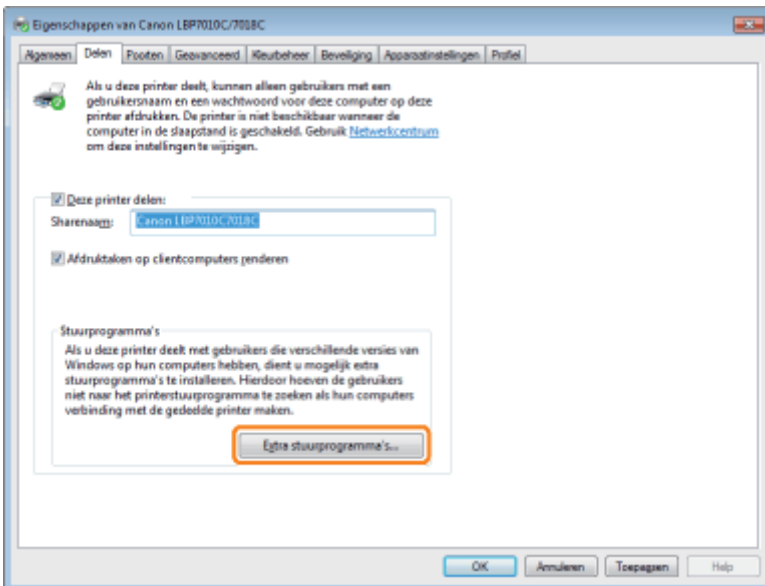 Eigenschappen van Canon LBP7010C/7018C
Algemeen Delen Poorten Geavanceerd Kleurbeheer Beveiliging Apparaatinstellingen Profiel
Als u deze printer deelt, kunnen alleen gebruikers met een
gebruikersnaam en een wachtwoord voor deze computer op deze
printer afdrukken. De printer is niet beschikbaar wanneer de
computer in de slaapstand is geschakeld. Gebruik Netwerkcentrum
om deze instellingen te wijzigen.
Deze printer delen:
Sharenaam: Canon LBP7010C7018C
Afdruktaken op clientcomputers renderen
Stuurprogramma's
Als u deze printer deelt met gebruikers die verschillende versies van
Windows op hun computers hebben, dient u mogelijk extra
stuurprogramma's te installeren. Hierdoor hoeven de gebruikers
niet naar het printerstuurprogramma te zoeken als hun computers
verbinding met de gedeelde printer maken.
Extra stuurprogramma's...
OK Annuleren Toepassen Help